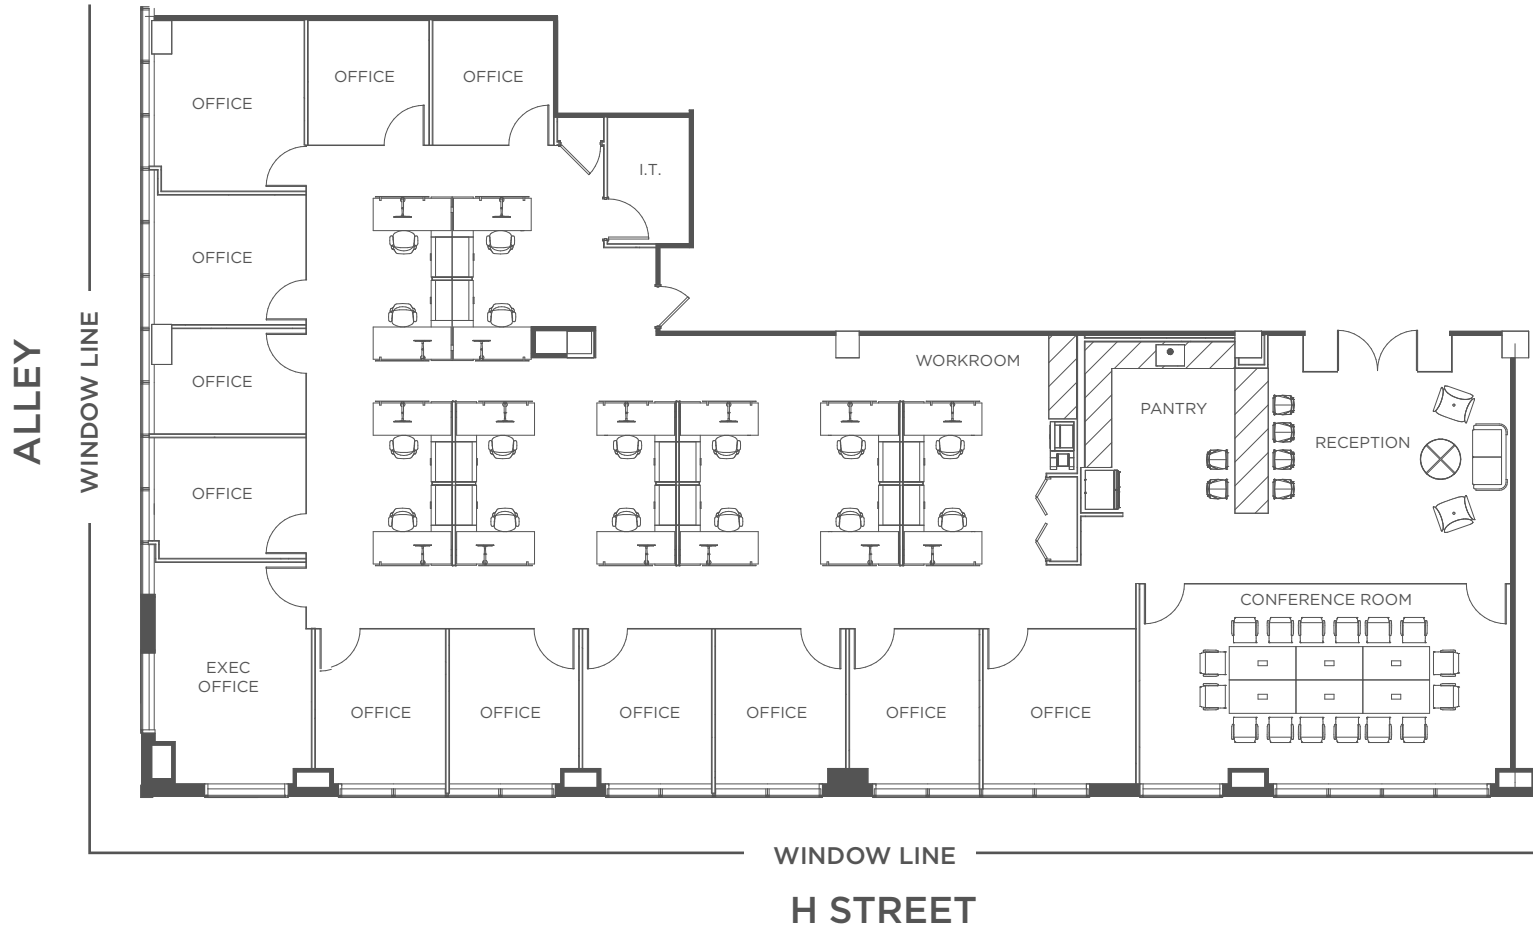 OFFICE
OFFICE
OFFICE
I.T.
OFFICE
ALLEY
WINDOW LINE
OFFICE
WORKROOM
PANTRY
RECEPTION
OFFICE
CONFERENCE ROOM
EXEC
OFFICE
OFFICE
OFFICE
OFFICE
OFFICE
OFFICE
OFFICE
WINDOW LINE
H STREET